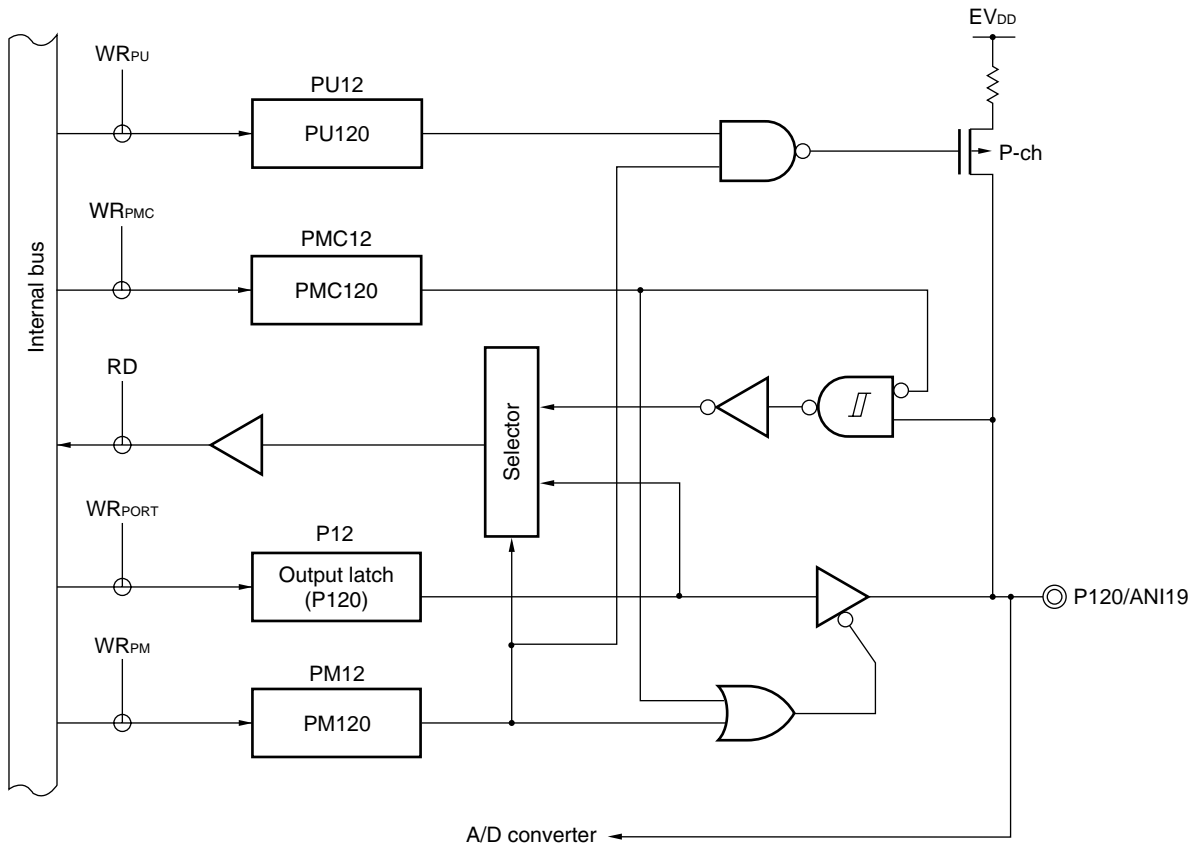 EVDD
WRPU
PU12
PU120
P-ch
WRPMC
PMC12
PMC120
Internal bus
RD
Selector
WRPORT
P12
Output latch
(P120)
P120/ANI19
WRPM
PM12
PM120
A/D converter